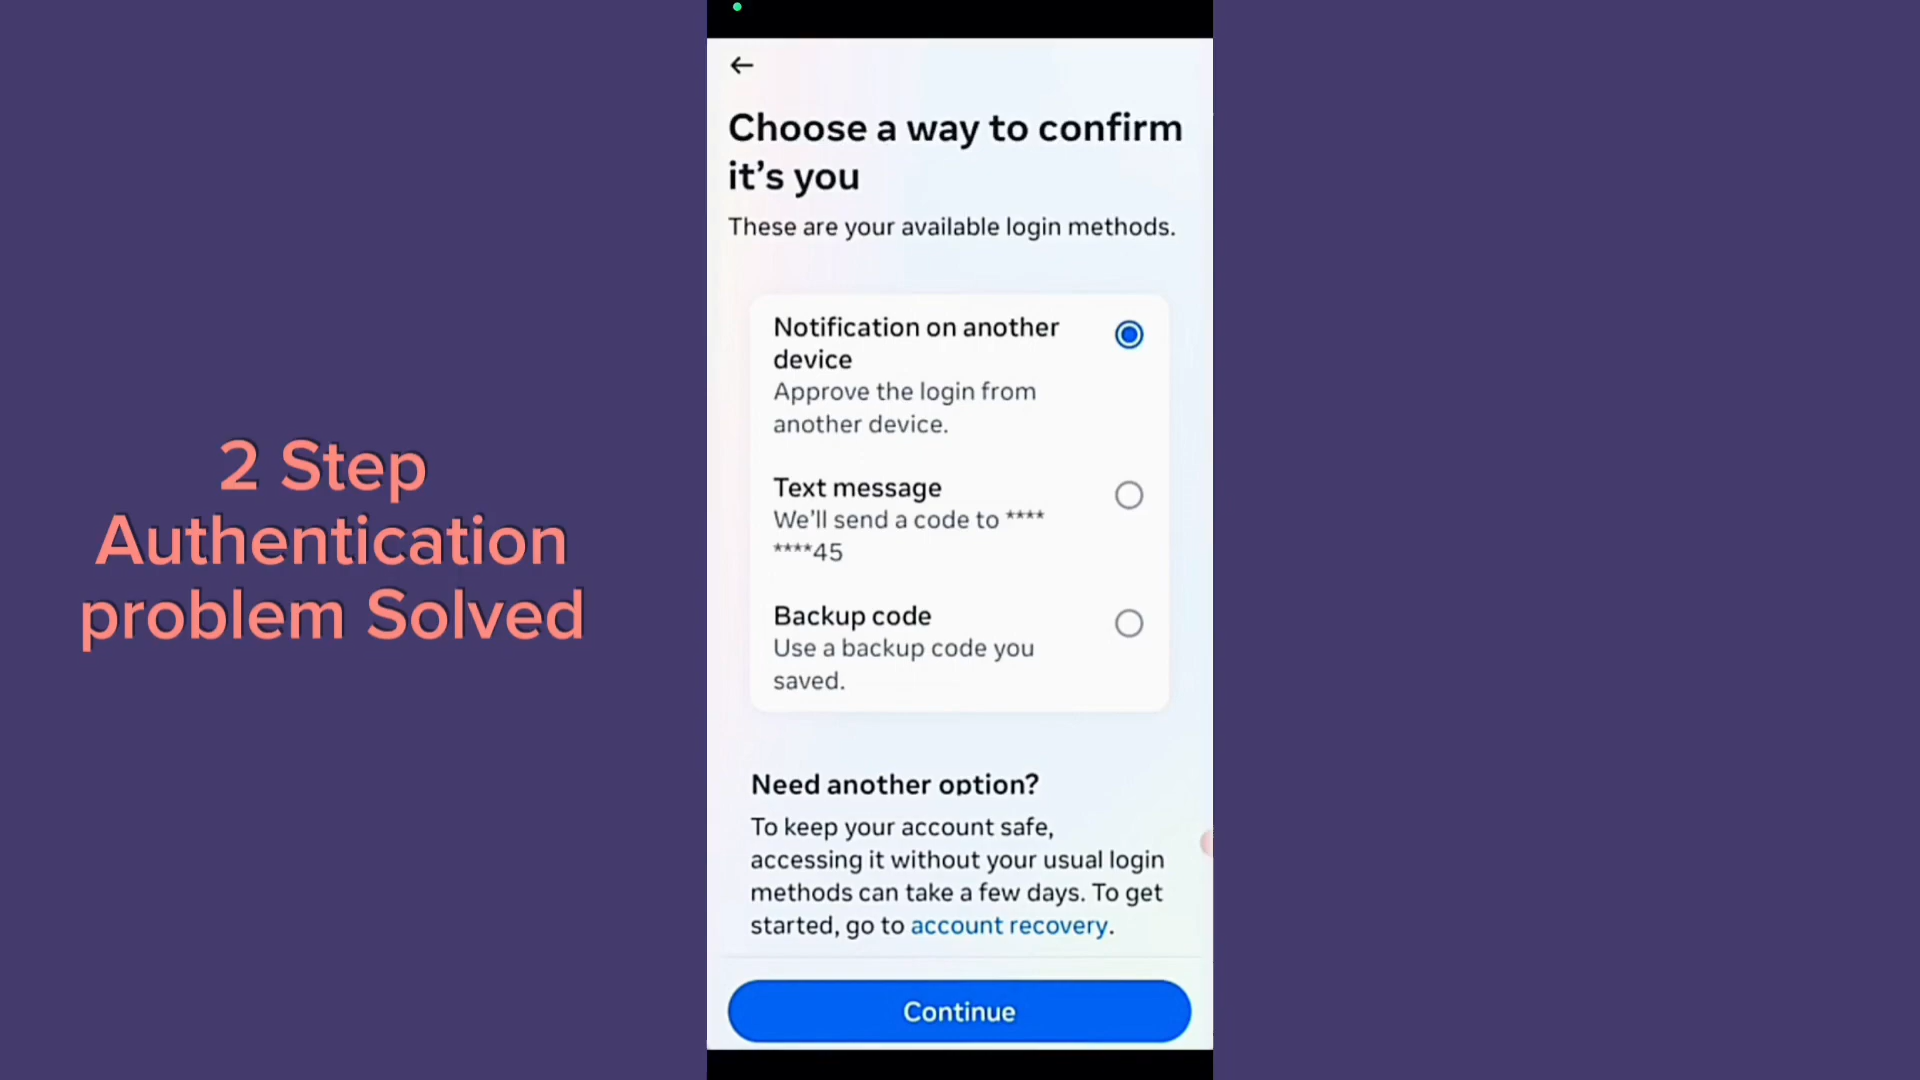 2 Step
Authentication
problem Solved
Choose a way to confirm
it’s you
These are your available login methods.
Notification on another
device
Approve the login from
another device.
Text message
We’ll send a code to ****
****45
Backup code
Use a backup code you
saved.
Need another option?
To keep your account safe,
accessing it without your usual login
methods can take a few days. To get
started, go to account recovery.
Continue